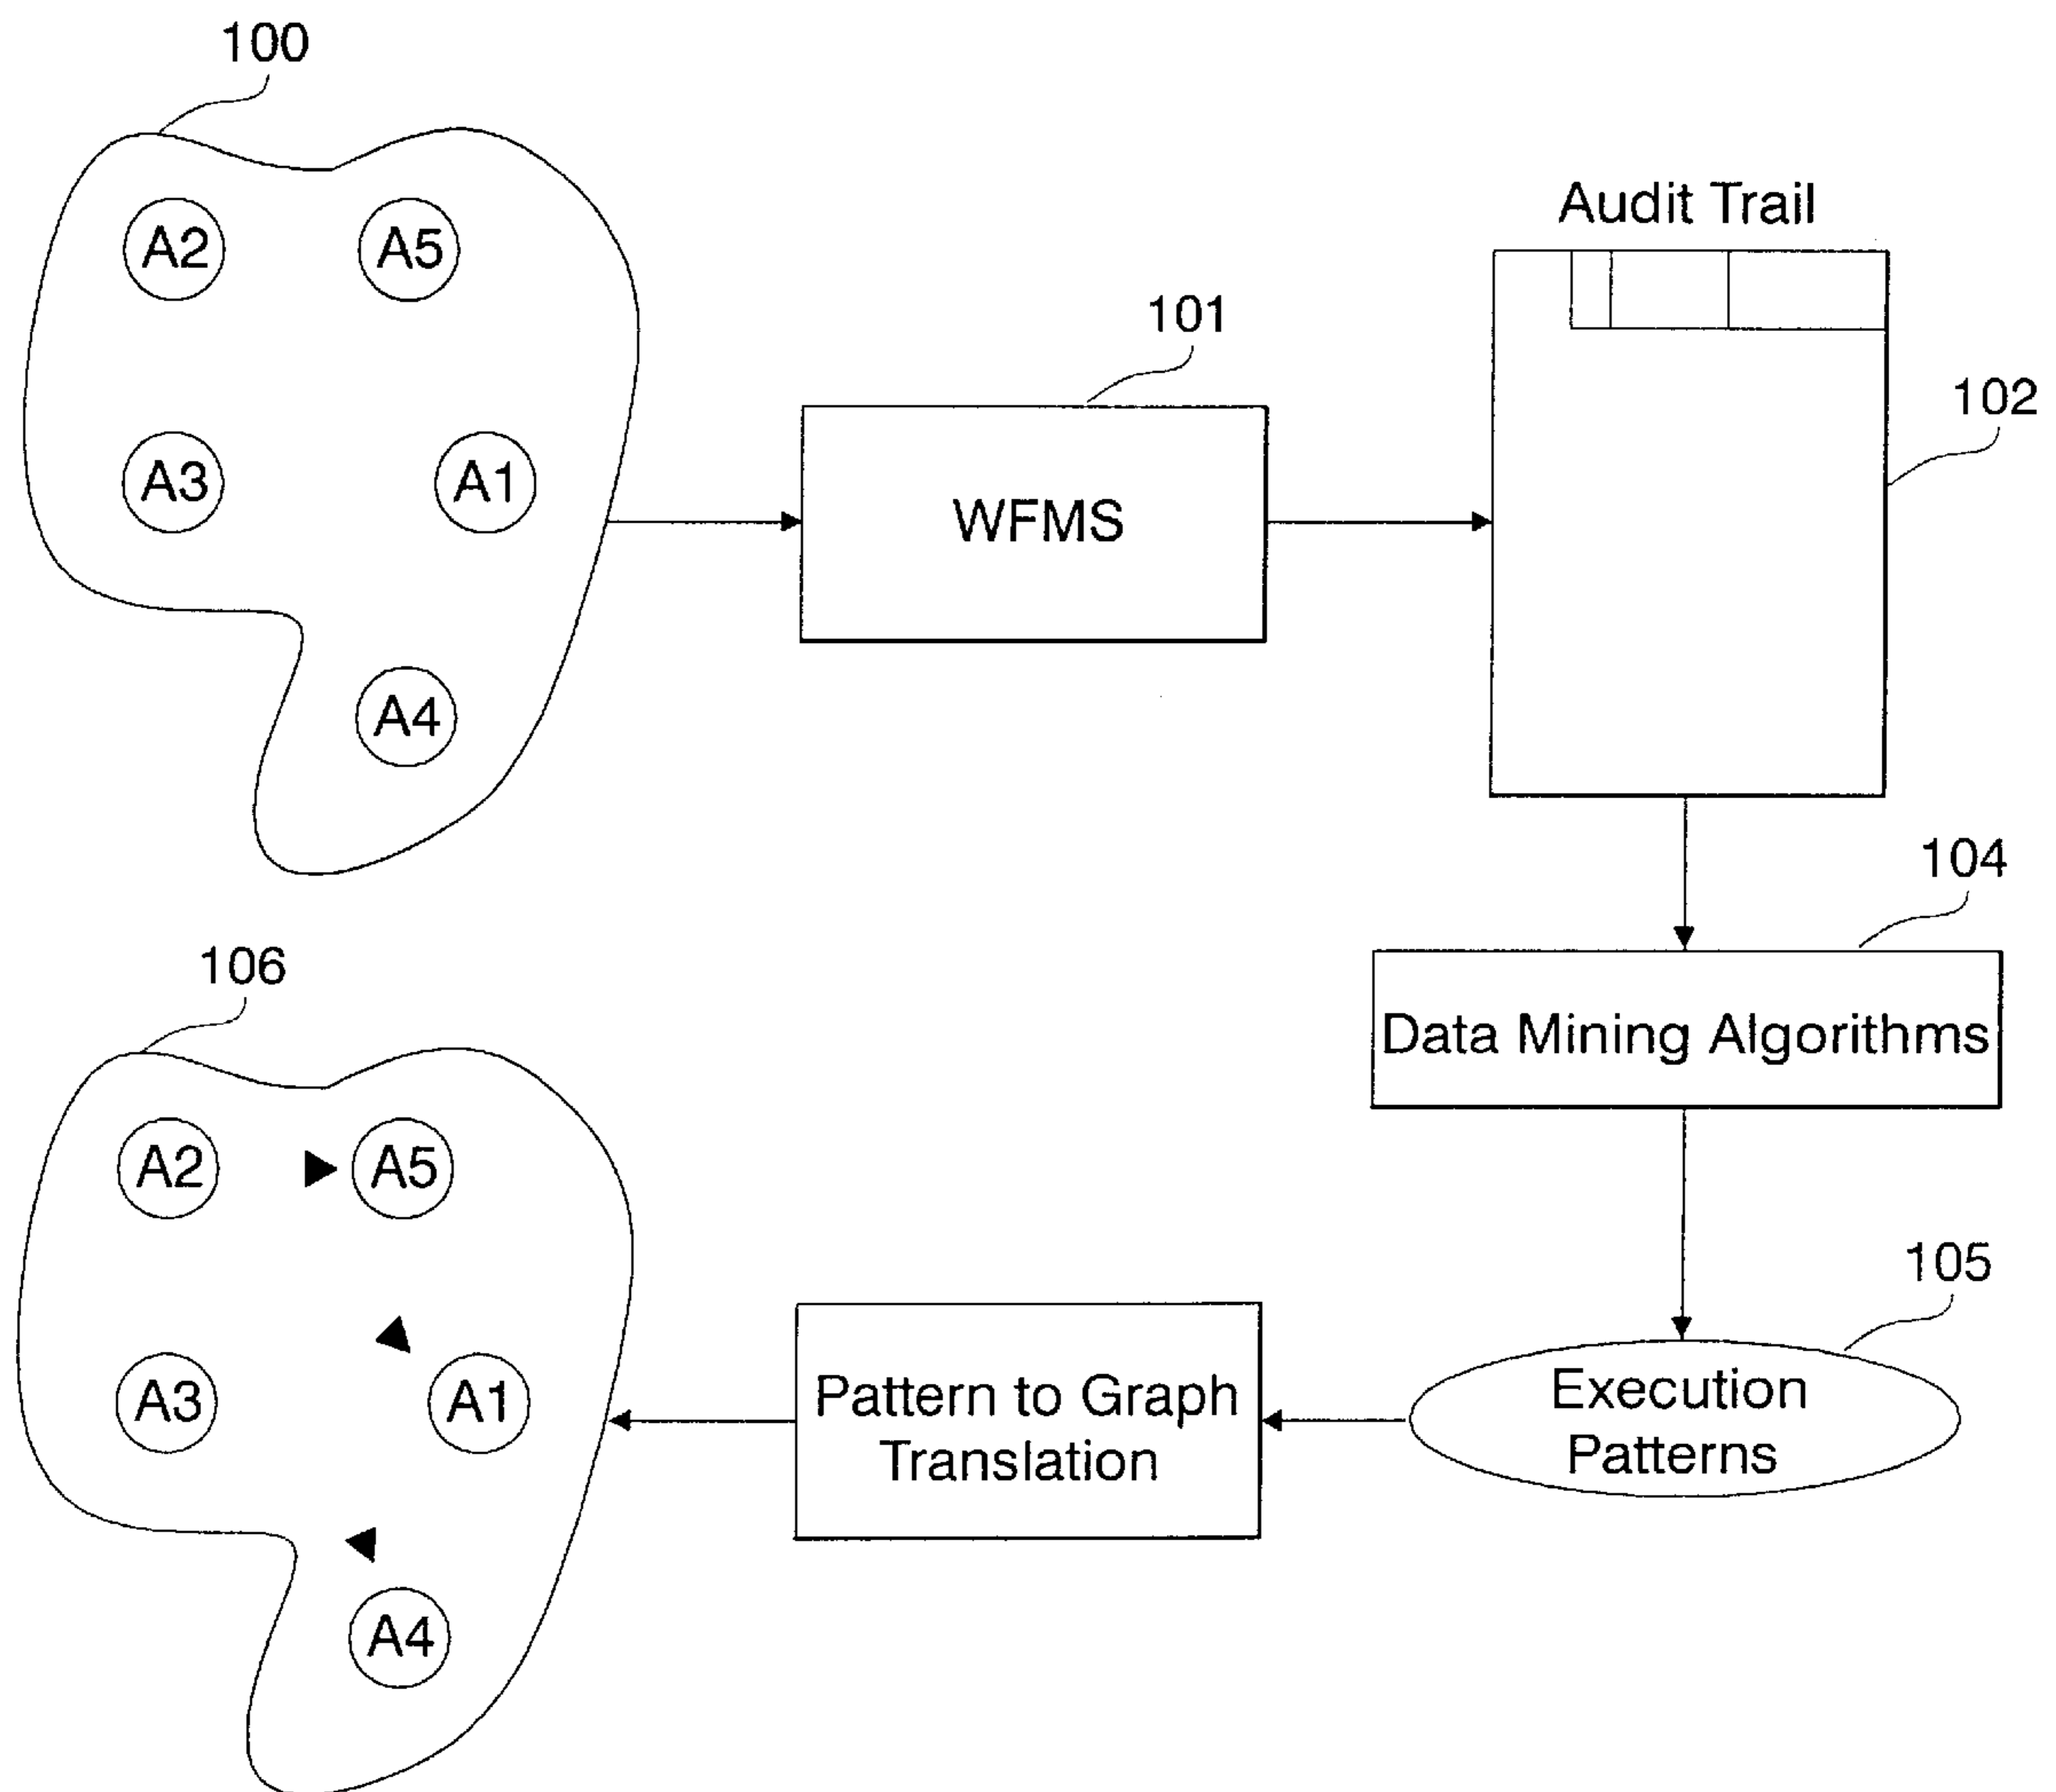 100
A2
A5
Audit Trail
101
102
A3
A1
WFMS
A4
104
106
Data Mining Algorithms
A2
A5
105
A3
A1
Pattern to Graph
Translation
Execution
Patterns
A4